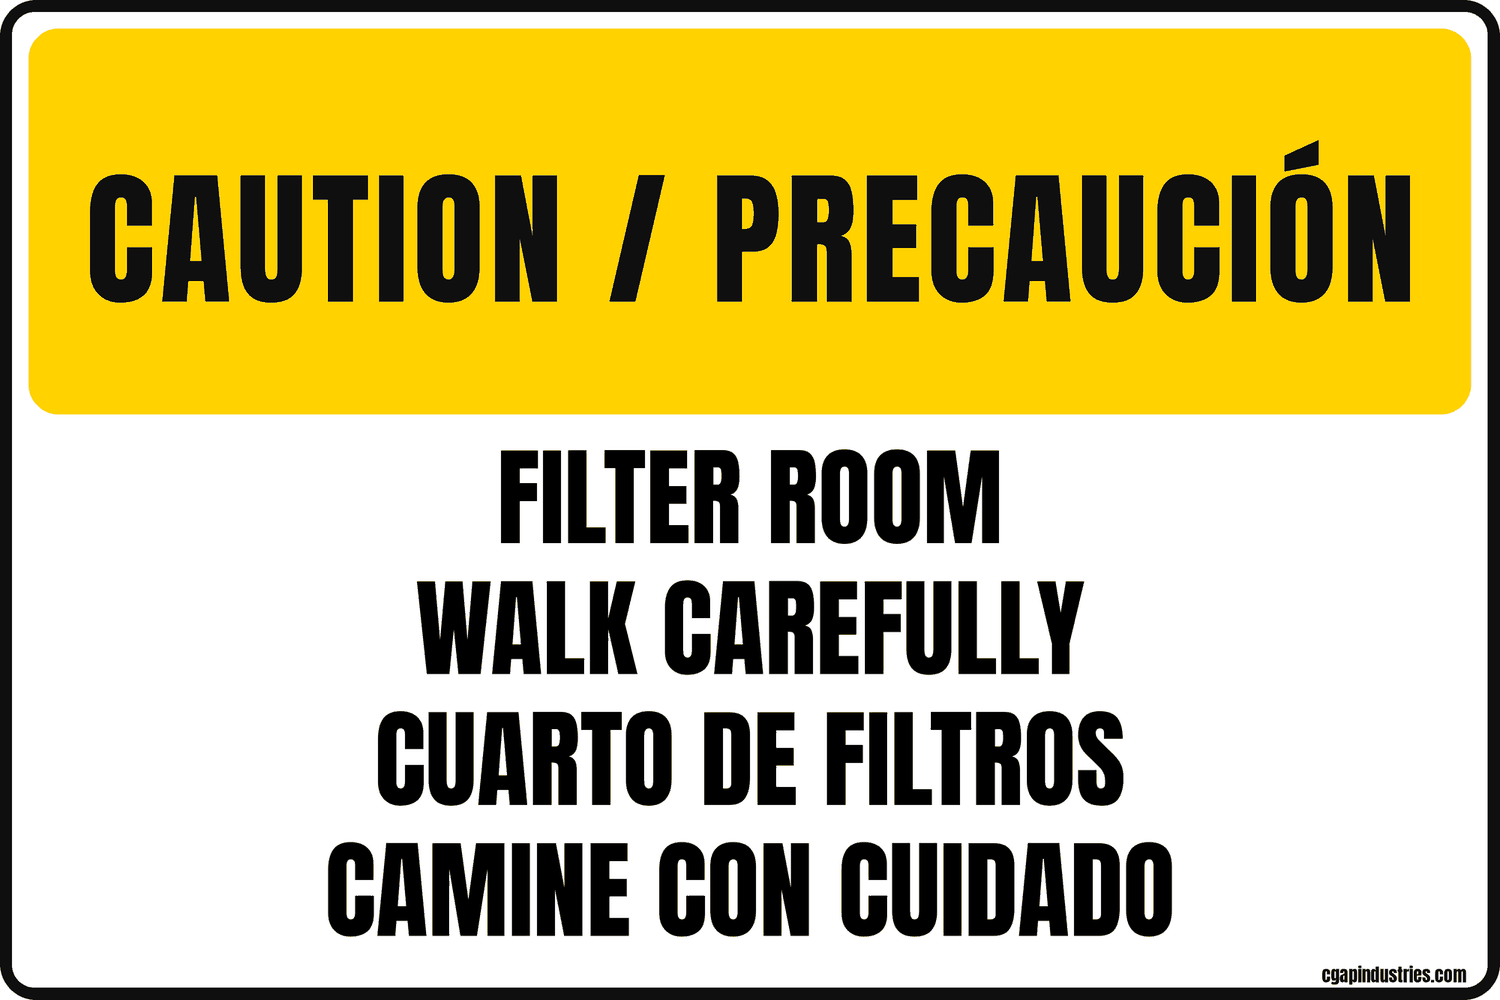 CAUTION / PRECAUCIÓN
FILTER ROOM
WALK CAREFULLY
CUARTO DE FILTROS
CAMINE CON CUIDADO
cgapindustries.com